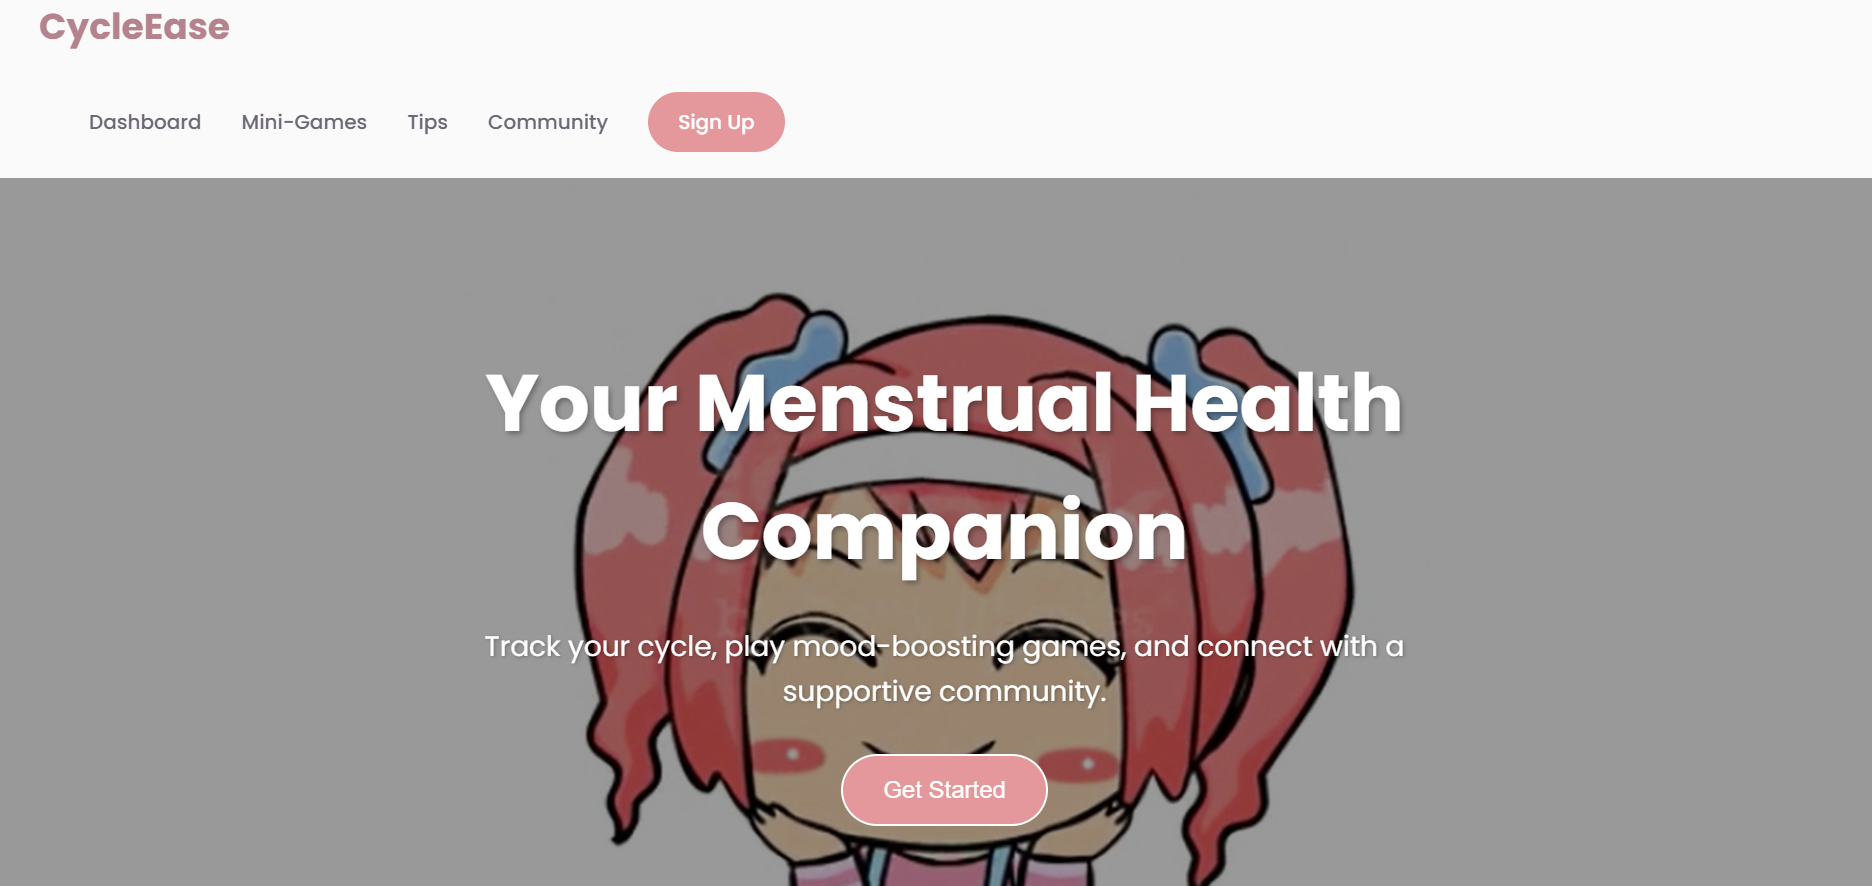 CycleEase
Dashboard Mini-Games Tips Community Sign Up
Your Menstrual Health
Companion
Track your cycle, play mood-boosting games, and connect with a
supportive community.
Get Started